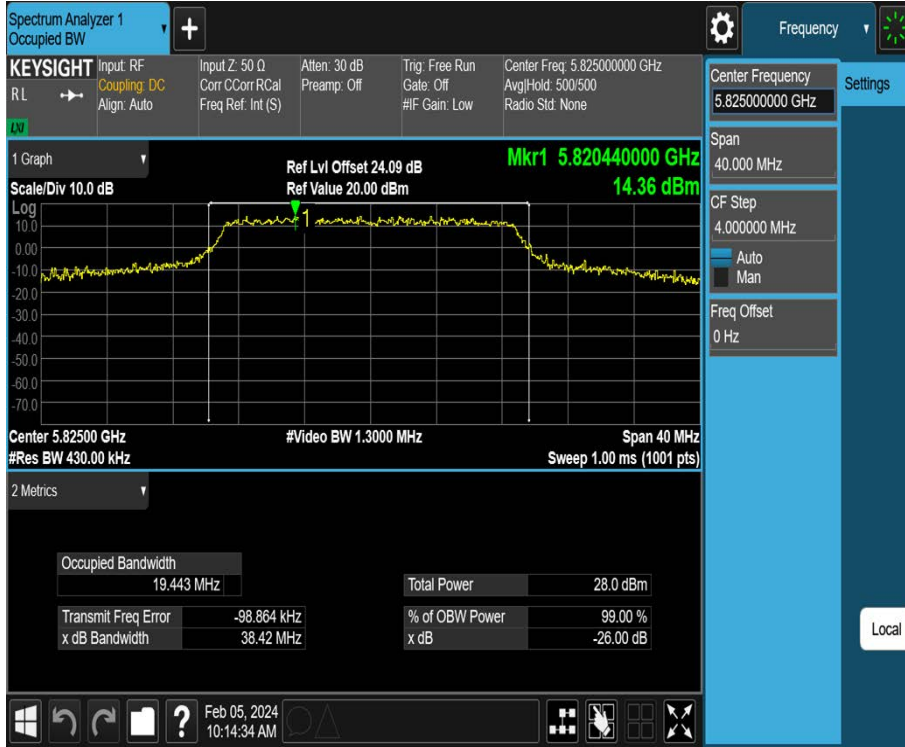 Spectrum Analyzer 1
Occupied BW
+
Frequency
KEYSIGHT
RL
LXI
Input: RF
Coupling: DC
Align: Auto
Input Z: 50 Ω
Corr CCorr RCal
Freq Ref: Int (S)
Atten: 30 dB
Preamp: Off
Trig: Free Run
Gate: Off
#IF Gain: Low
Center Freq: 5.825000000 GHz
Avg|Hold: 500/500
Radio Std: None
1 Graph
Scale/Div 10.0 dB
Ref Lvl Offset 24.09 dB
Ref Value 20.00 dBm
Mkr1 5.820440000 GHz
14.36 dBm
Log
10.0
0.00
-10.0
-20.0
-30.0
-40.0
-50.0
-60.0
-70.0
1
Center 5.82500 GHz
#Res BW 430.00 kHz
#Video BW 1.3000 MHz
Span 40 MHz
Sweep 1.00 ms (1001 pts)
2 Metrics
Occupied Bandwidth
19.443 MHz
Transmit Freq Error -98.864 kHz
x dB Bandwidth 38.42 MHz
Total Power 28.0 dBm
% of OBW Power 99.00 %
x dB -26.00 dB
Center Frequency
5.825000000 GHz
Span
40.000 MHz
CF Step
4.000000 MHz
Auto
Man
Freq Offset
0 Hz
Settings
Local
?
Feb 05, 2024
10:14:34 AM